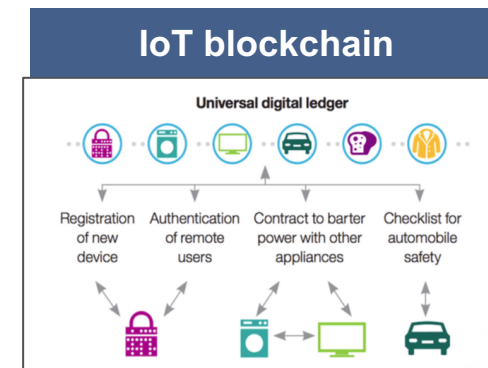 IoT blockchain
Universal digital ledger
Registration
of new
device
Authentication
of remote
users
Contract to barter
power with other
appliances
Checklist for
automobile
safety